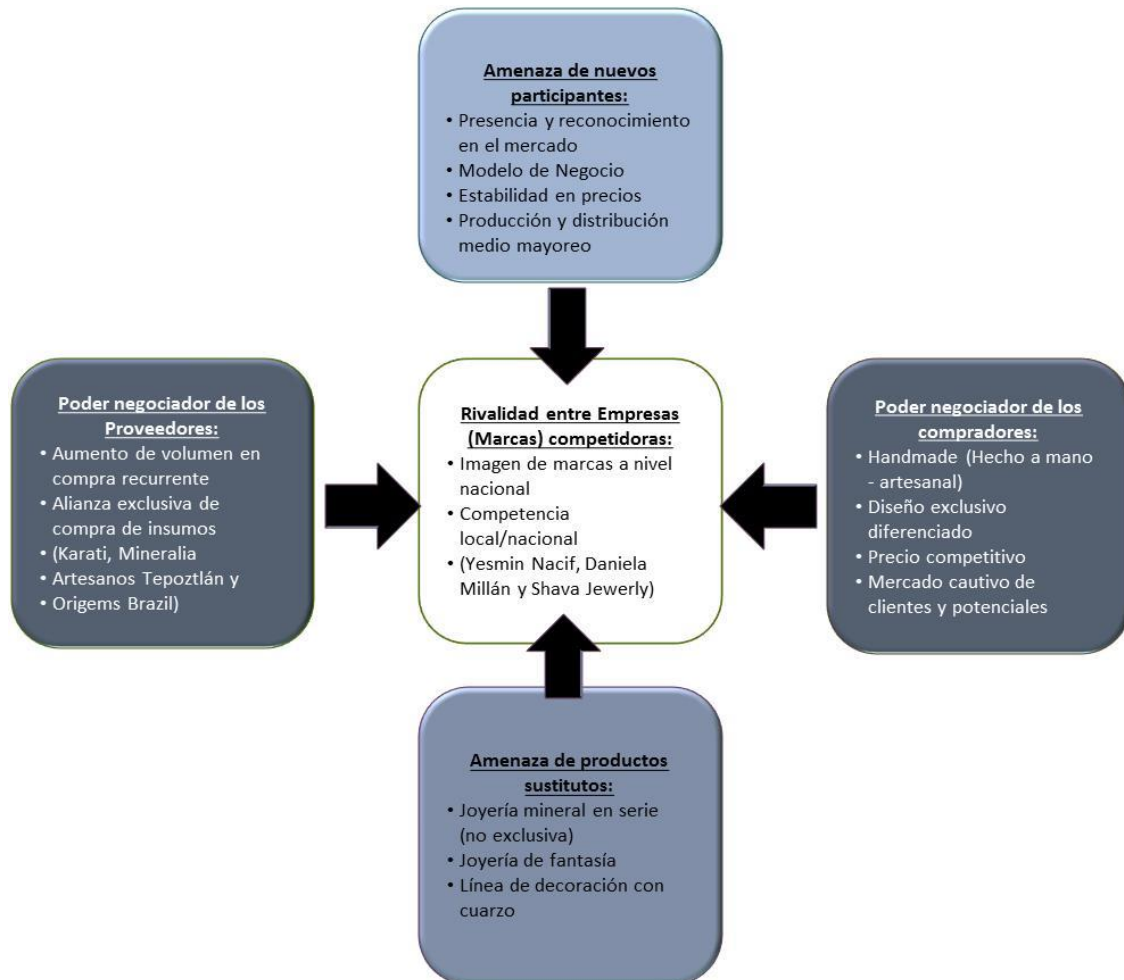 Amenaza de nuevos
participantes:
• Presencia y reconocimiento
en el mercado
• Modelo de Negocio
• Estabilidad en precios
• Producción y distribución
medio mayoreo
Poder negociador de los
Proveedores:
• Aumento de volumen en
compra recurrente
• Alianza exclusiva de
compra de insumos
• (Karati, Mineralia
• Artesanos Tepoztlán y
• Origems Brazil)
Rivalidad entre Empresas
(Marcas) competidoras:
• Imagen de marcas a nivel
nacional
• Competencia
local/nacional
• (Yesmin Nacif, Daniela
Millán y Shava Jewerly)
Poder negociador de los
compradores:
• Handmade (Hecho a mano
- artesanal)
• Diseño exclusivo
diferenciado
• Precio competitivo
• Mercado cautivo de
clientes y potenciales
Amenaza de productos
sustitutos:
• Joyería mineral en serie
(no exclusiva)
• Joyería de fantasía
• Línea de decoración con
cuarzo